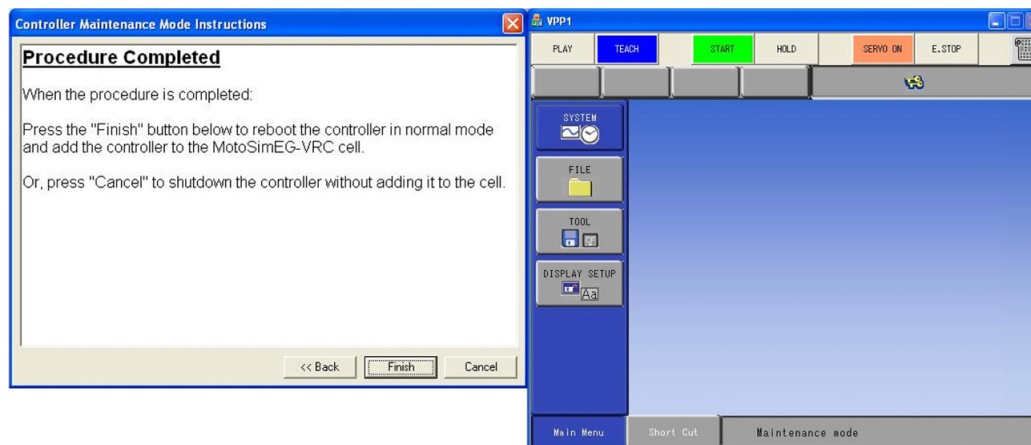 Controller Maintenance Mode Instructions
Procedure Completed
When the procedure is completed:
Press the "Finish" button below to reboot the controller in normal mode
and add the controller to the MotoSimEG-VRC cell.
Or, press "Cancel" to shutdown the controller without adding it to the cell.
<< Back
Finish
Cancel
VPP1
PLAY
TEACH
START
HOLD
SERVO ON
E.STOP
SYSTEM
FILE
TOOL
DISPLAY SETUP
Aa
Main Menu
Short Cut
Maintenance mode